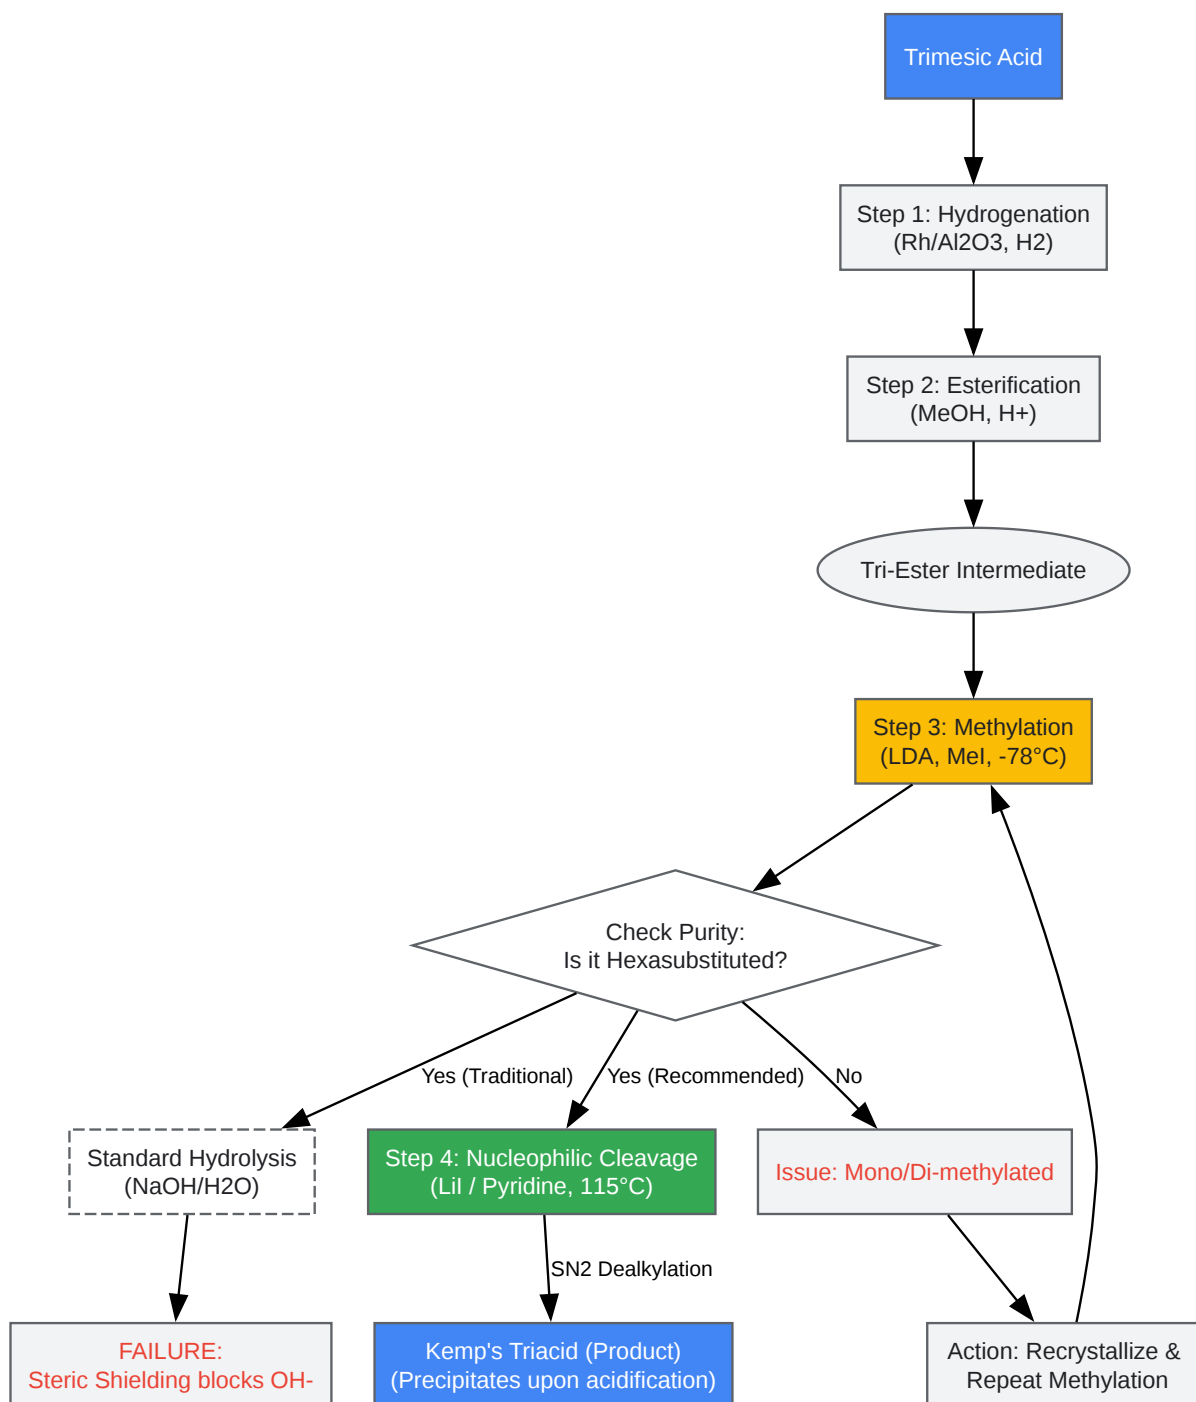 Trimesic Acid
Step 1: Hydrogenation
(Rh/Al2O3, H2)
Step 2: Esterification
(MeOH, H+)
Tri-Ester Intermediate
Step 3: Methylation
(LDA, MeI, -78°C)
Check Purity:
Is it Hexasubstituted?
Yes (Traditional)
Yes (Recommended)
No
Standard Hydrolysis
(NaOH/H2O)
Step 4: Nucleophilic Cleavage
(LiI / Pyridine, 115°C)
Issue: Mono/Di-methylated
SN2 Dealkylation
FAILURE:
Steric Shielding blocks OH-
Kemp's Triacid (Product)
(Precipitates upon acidification)
Action: Recrystallize &
Repeat Methylation